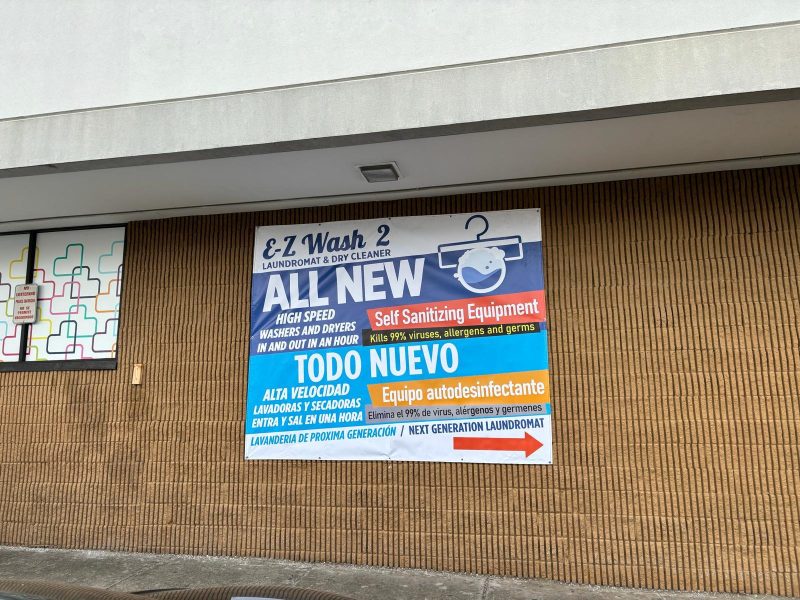 E-Z Wash 2
LAUNDROMAT & DRY CLEANER
ALL NEW
HIGH SPEED
WASHERS AND DRYERS
IN AND OUT IN AN HOUR
Self Sanitizing Equipment
Kills 99% viruses, allergens and germs
TODO NUEVO
ALTA VELOCIDAD
LAVADORAS Y SECADORAS
ENTRA Y SAL EN UNA HORA
Equipo autodesinfectante
Elimina el 99% de virus, alérgenos y germenes
LAVANDERIA DE PROXIMA GENERACIÓN / NEXT GENERATION LAUNDROMAT